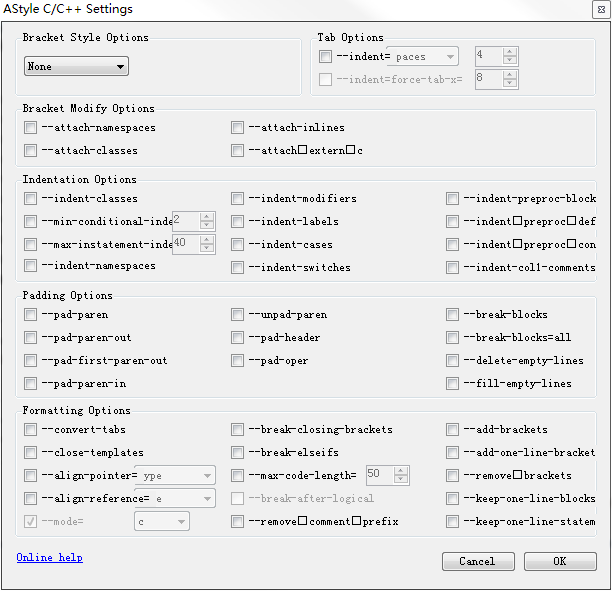 AStyle C/C++ Settings
Bracket Style Options
None
Tab Options
--indent= paces 4
--indent=force-tab-x= 8
Bracket Modify Options
--attach-namespaces --attach-inlines
--attach-classes --attach□extern□c
Indentation Options
--indent-classes --indent-modifiers --indent-preproc-block
--min-conditional-inde 2 --indent-labels --indent□preproc□def
--max-instatement-inde 40 --indent-cases --indent□preproc□con
--indent-namespaces --indent-switches --indent-col1-comments
Padding Options
--pad-paren --unpad-paren --break-blocks
--pad-paren-out --pad-header --break-blocks=all
--pad-first-paren-out --pad-oper --delete-empty-lines
--pad-paren-in --fill-empty-lines
Formatting Options
--convert-tabs --break-closing-brackets --add-brackets
--close-templates --break-elseifs --add-one-line-bracket
--align-pointer= ype --max-code-length= 50 --remove□brackets
--align-reference= e --break-after-logical --keep-one-line-blocks
--mode= c --remove□comment□prefix --keep-one-line-statem
Online help
Cancel OK